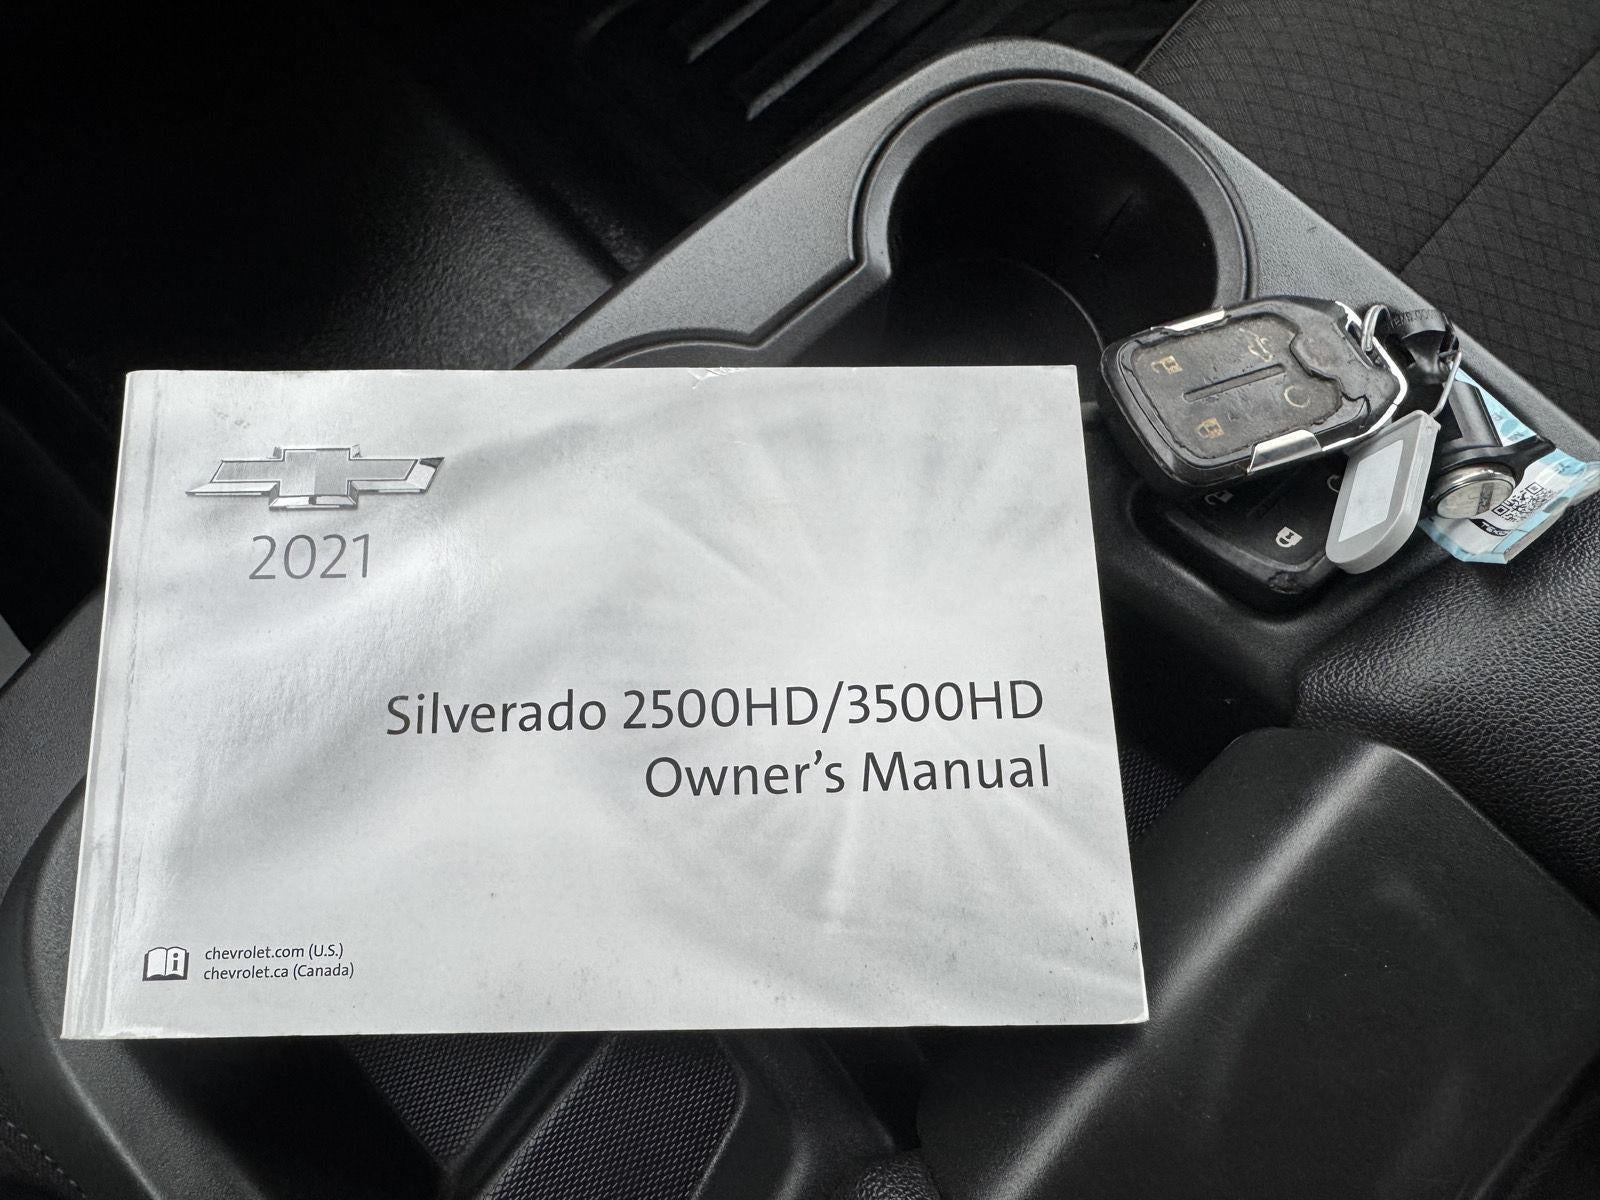 2021
Silverado 2500HD/3500HD
Owner's Manual
chevrolet.com (U.S.)
chevrolet.ca (Canada)